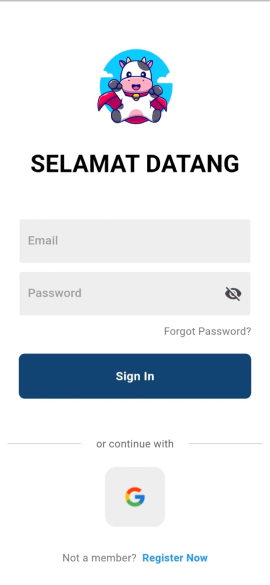 SELAMAT DATANG
Email
Password
Forgot Password?
Sign In
or continue with
Not a member? Register Now